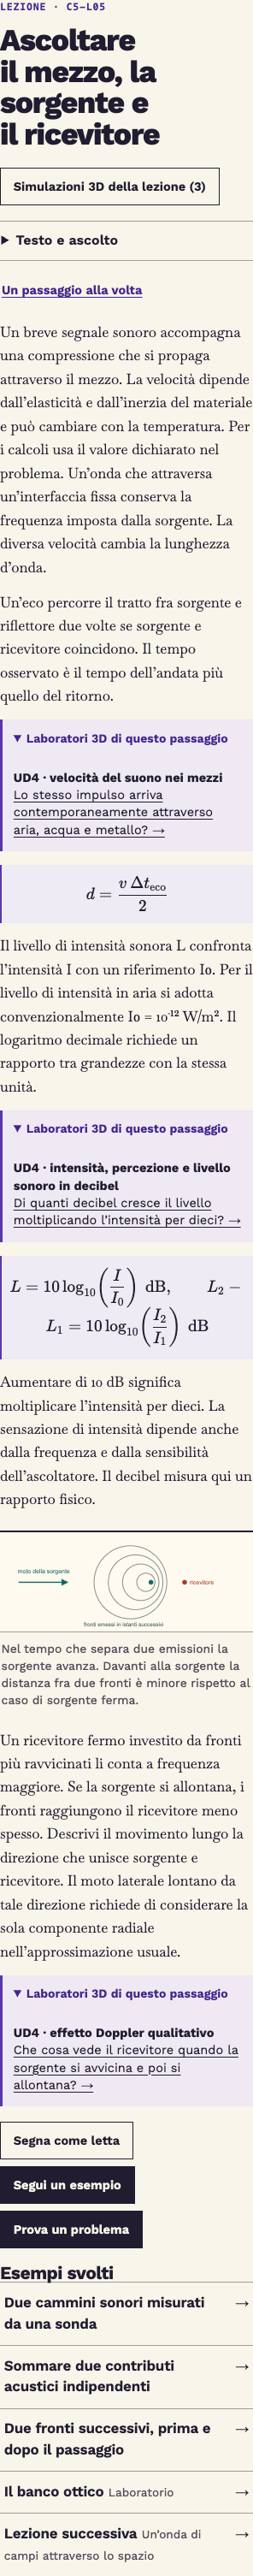 LEZIONE · C5-L05
Ascoltare
il mezzo, la
sorgente e
il ricevitore
Simulazioni 3D della lezione (3)
▶ Testo e ascolto
Un passaggio alla volta
Un breve segnale sonoro accompagna
una compressione che si propaga
attraverso il mezzo. La velocità dipende
dall’elasticità e dall’inerzia del materiale
e può cambiare con la temperatura. Per
i calcoli usa il valore dichiarato nel
problema. Un’onda che attraversa
un’interfaccia fissa conserva la
frequenza imposta dalla sorgente. La
diversa velocità cambia la lunghezza
d’onda.
Un’eco percorre il tratto fra sorgente e
riflettore due volte se sorgente e
ricevitore coincidono. Il tempo
osservato è il tempo dell’andata più
quello del ritorno.
▼ Laboratori 3D di questo passaggio
UD4 · velocità del suono nei mezzi
Lo stesso impulso arriva
contemporaneamente attraverso
aria, acqua e metallo? →
d = v Δt_eco / 2
Il livello di intensità sonora L confronta
l’intensità I con un riferimento I₀. Per il
livello di intensità in aria si adotta
convenzionalmente I₀ = 10⁻¹² W/m². Il
logaritmo decimale richiede un
rapporto tra grandezze con la stessa
unità.
▼ Laboratori 3D di questo passaggio
UD4 · intensità, percezione e livello
sonoro in decibel
Di quanti decibel cresce il livello
moltiplicando l’intensità per dieci? →
L = 10 log₁₀(I/I₀) dB, L₂ −
L₁ = 10 log₁₀(I₂/I₁) dB
Aumentare di 10 dB significa
moltiplicare l’intensità per dieci. La
sensazione di intensità dipende anche
dalla frequenza e dalla sensibilità
dell’ascoltatore. Il decibel misura qui un
rapporto fisico.
moto della sorgente
ricevitore
fronti emessi in istanti successivi
Nel tempo che separa due emissioni la
sorgente avanza. Davanti alla sorgente la
distanza fra due fronti è minore rispetto al
caso di sorgente ferma.
Un ricevitore fermo investito da fronti
più ravvicinati li conta a frequenza
maggiore. Se la sorgente si allontana, i
fronti raggiungono il ricevitore meno
spesso. Descrivi il movimento lungo la
direzione che unisce sorgente e
ricevitore. Il moto laterale lontano da
tale direzione richiede di considerare la
sola componente radiale
nell’approssimazione usuale.
▼ Laboratori 3D di questo passaggio
UD4 · effetto Doppler qualitativo
Che cosa vede il ricevitore quando la
sorgente si avvicina e poi si
allontana? →
Segna come letta
Segui un esempio
Prova un problema
Esempi svolti
Due cammini sonori misurati →
da una sonda
Sommare due contributi →
acustici indipendenti
Due fronti successivi, prima e →
dopo il passaggio
Il banco ottico Laboratorio →
Lezione successiva Un’onda di →
campi attraverso lo spazio